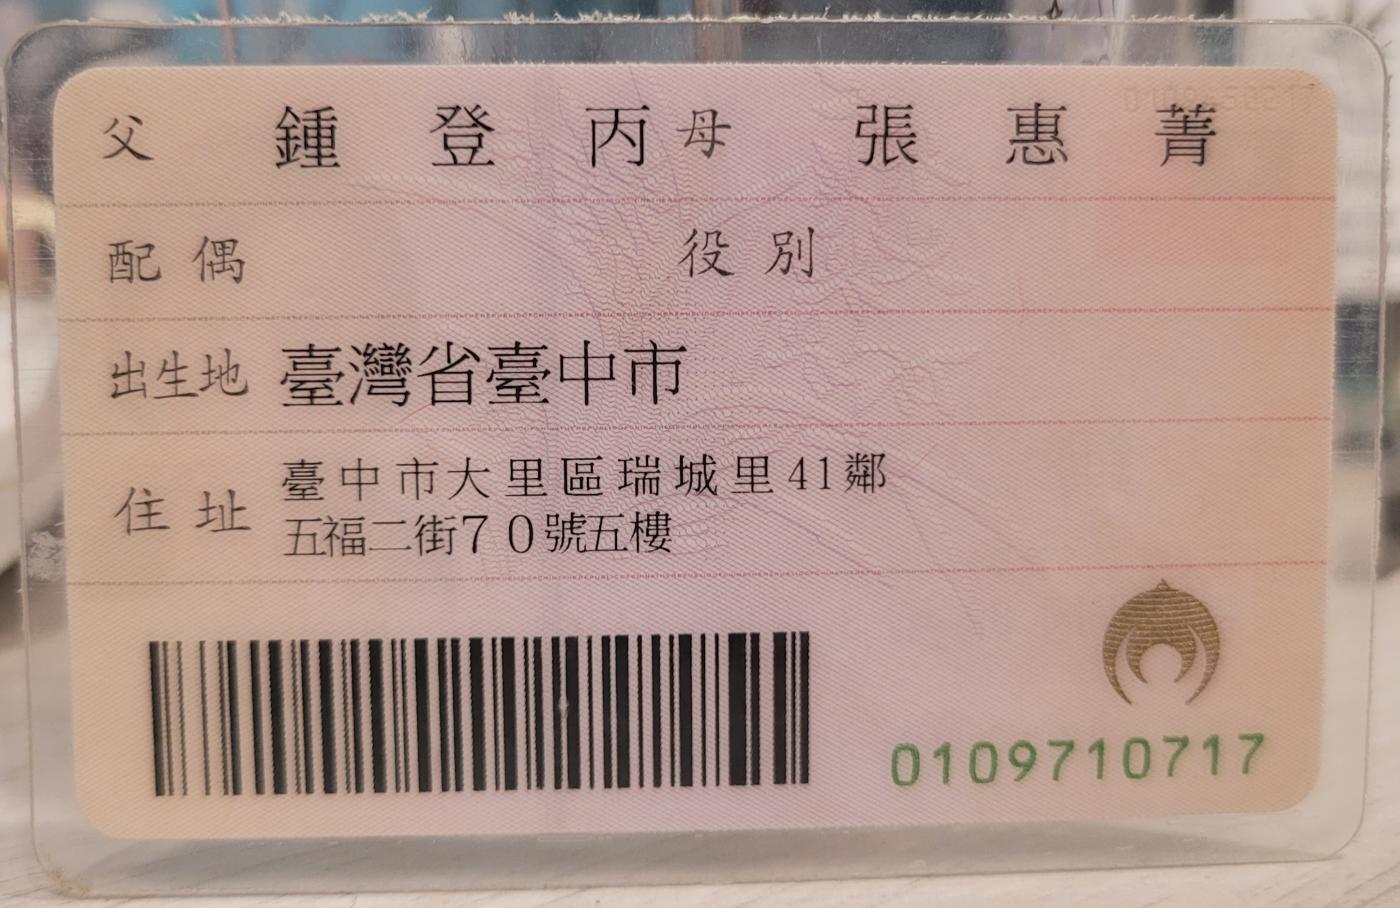 父 鍾登丙 母 張惠菁
配偶 役別
出生地 臺灣省臺中市
住址 臺中市大里區瑞城里41鄰
五福二街70號五樓
0109710717